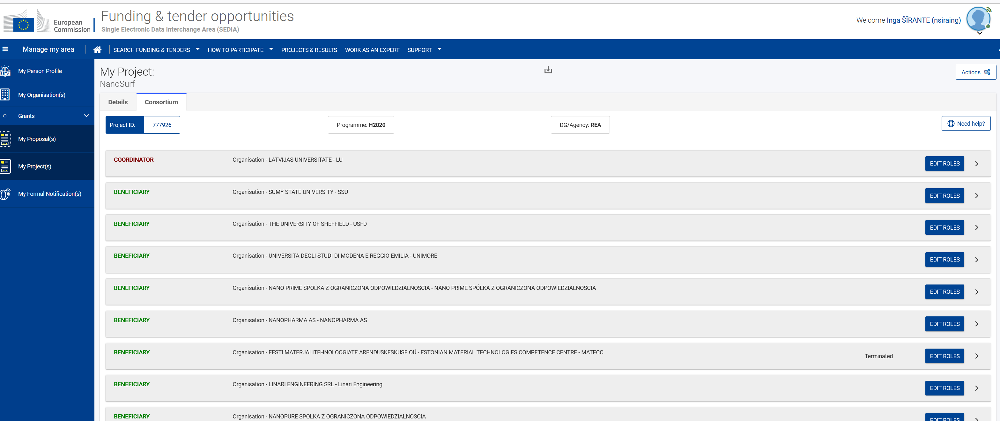 European
Commission
Funding & tender opportunities
Single Electronic Data Interchange Area (SEDIA)
Welcome Inga ŠĪRANTE (nsiraing)
Manage my area
SEARCH FUNDING & TENDERS
HOW TO PARTICIPATE
PROJECTS & RESULTS
WORK AS AN EXPERT
SUPPORT
BETA
My Person Profile
My Organisation(s)
Grants
My Proposal(s)
My Project(s)
My Formal Notification(s)
My Project:
NanoSurf
Actions
Details
Consortium
Project ID: 777926
Programme: H2020
DG/Agency: REA
Need help?
COORDINATOR Organisation - LATVIJAS UNIVERSITATE - LU EDIT ROLES
BENEFICIARY Organisation - SUMY STATE UNIVERSITY - SSU EDIT ROLES
BENEFICIARY Organisation - THE UNIVERSITY OF SHEFFIELD - USFD EDIT ROLES
BENEFICIARY Organisation - UNIVERSITA DEGLI STUDI DI MODENA E REGGIO EMILIA - UNIMORE EDIT ROLES
BENEFICIARY Organisation - NANO PRIME SPOLKA Z OGRANICZONA ODPOWIEDZIALNOSCIA - NANO PRIME SPÓLKA Z OGRANICZONA ODPOWIEDZIALNOSCIA EDIT ROLES
BENEFICIARY Organisation - NANOPHARMA AS - NANOPHARMA AS EDIT ROLES
BENEFICIARY Organisation - EESTI MATERJALITEHNOLOOGIATE ARENDUSKESKUSE OÜ - ESTONIAN MATERIAL TECHNOLOGIES COMPETENCE CENTRE - MATECC Terminated EDIT ROLES
BENEFICIARY Organisation - LINARI ENGINEERING SRL - Linari Engineering EDIT ROLES
BENEFICIARY Organisation - NANOPURE SPOLKA Z OGRANICZONA ODPOWIEDZIALNOSCIA EDIT ROLES